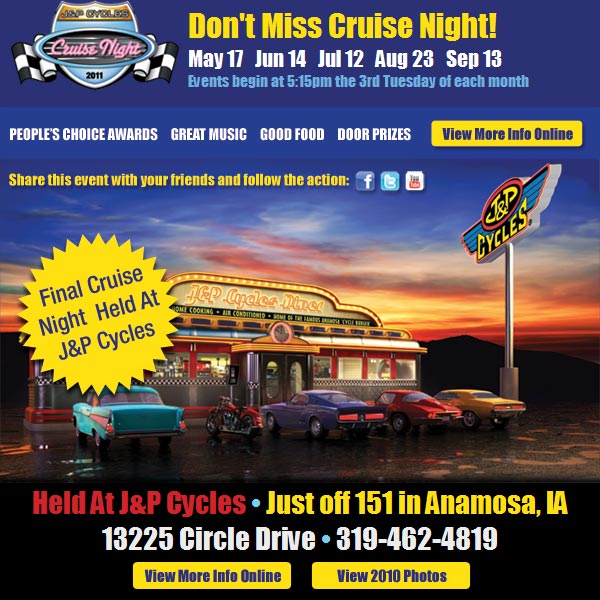 J&P CYCLES
Cruise Night
2011
Don't Miss Cruise Night!
May 17 Jun 14 Jul 12 Aug 23 Sep 13
Events begin at 5:15pm the 3rd Tuesday of each month
PEOPLE'S CHOICE AWARDS GREAT MUSIC GOOD FOOD DOOR PRIZES View More Info Online
Share this event with your friends and follow the action: f t You Tube
J&P
CYCLES
Final Cruise
Night Held At
J&P Cycles
J&P Cycles Diner
HOME COOKING • AIR CONDITIONED • HOME OF THE FAMOUS ANAMOSA 'CYCLE BURGER
Held At J&P Cycles • Just off 151 in Anamosa, IA
13225 Circle Drive • 319-462-4819
View More Info Online View 2010 Photos